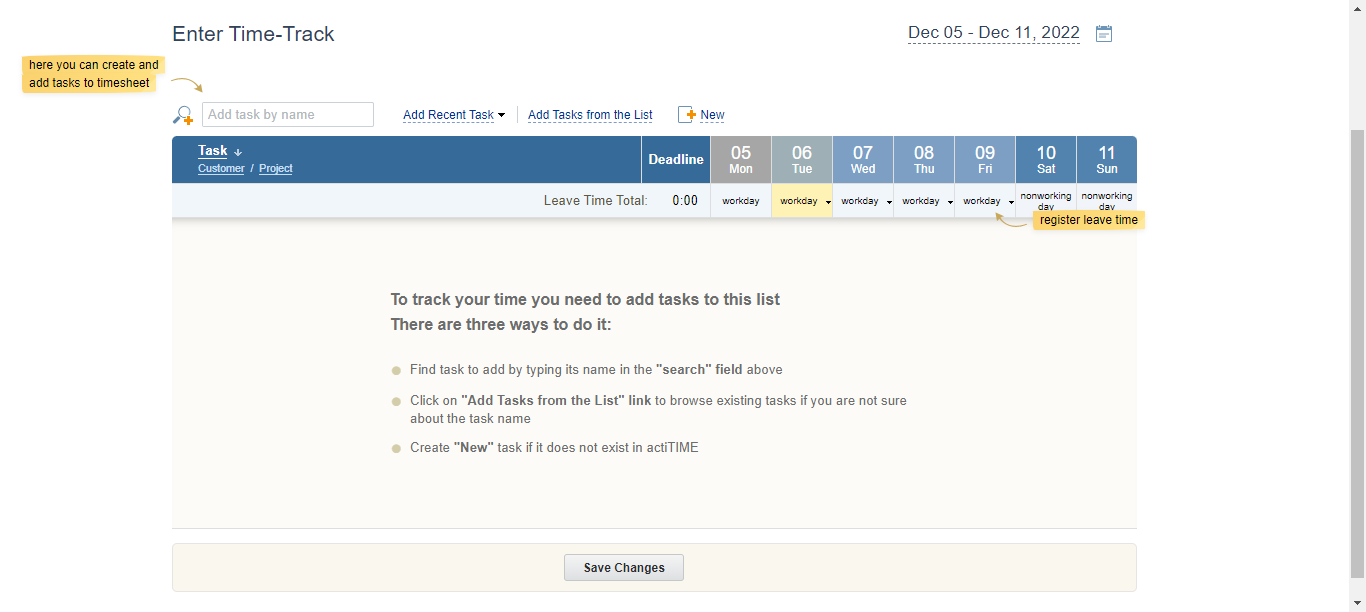 Enter Time-Track
Dec 05 - Dec 11, 2022
here you can create and
add tasks to timesheet
Add task by name
Add Recent Task
Add Tasks from the List
New
Task ↓
Customer / Project
Deadline
05
Mon
06
Tue
07
Wed
08
Thu
09
Fri
10
Sat
11
Sun
Leave Time Total:
0:00
workday
workday
workday
workday
workday
nonworking
day
nonworking
day
register leave time
To track your time you need to add tasks to this list
There are three ways to do it:
Find task to add by typing its name in the "search" field above
Click on "Add Tasks from the List" link to browse existing tasks if you are not sure
about the task name
Create "New" task if it does not exist in actiTIME
Save Changes